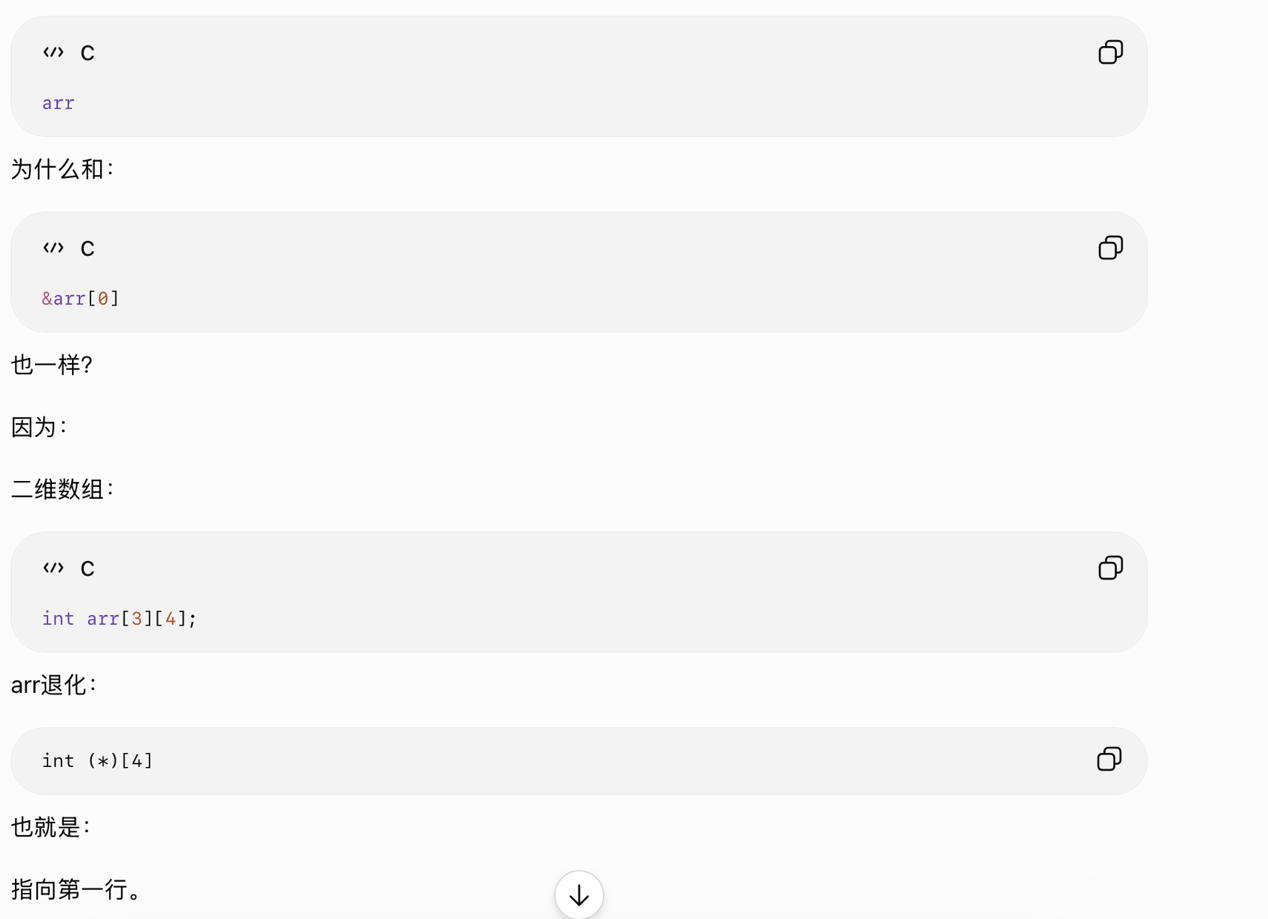 C
arr
为什么和：
C
&arr[0]
也一样?
因为：
二维数组：
C
int arr[3][4];
arr退化：
int (*)[4]
也就是：
指向第一行。